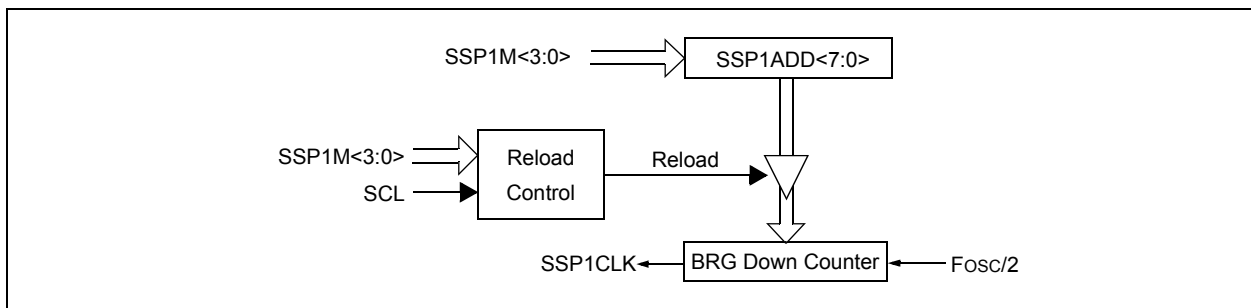 SSP1M<3:0>
SSP1ADD<7:0>
SSP1M<3:0>
SCL
Reload
Control
Reload
SSP1CLK
BRG Down Counter
FOSC/2